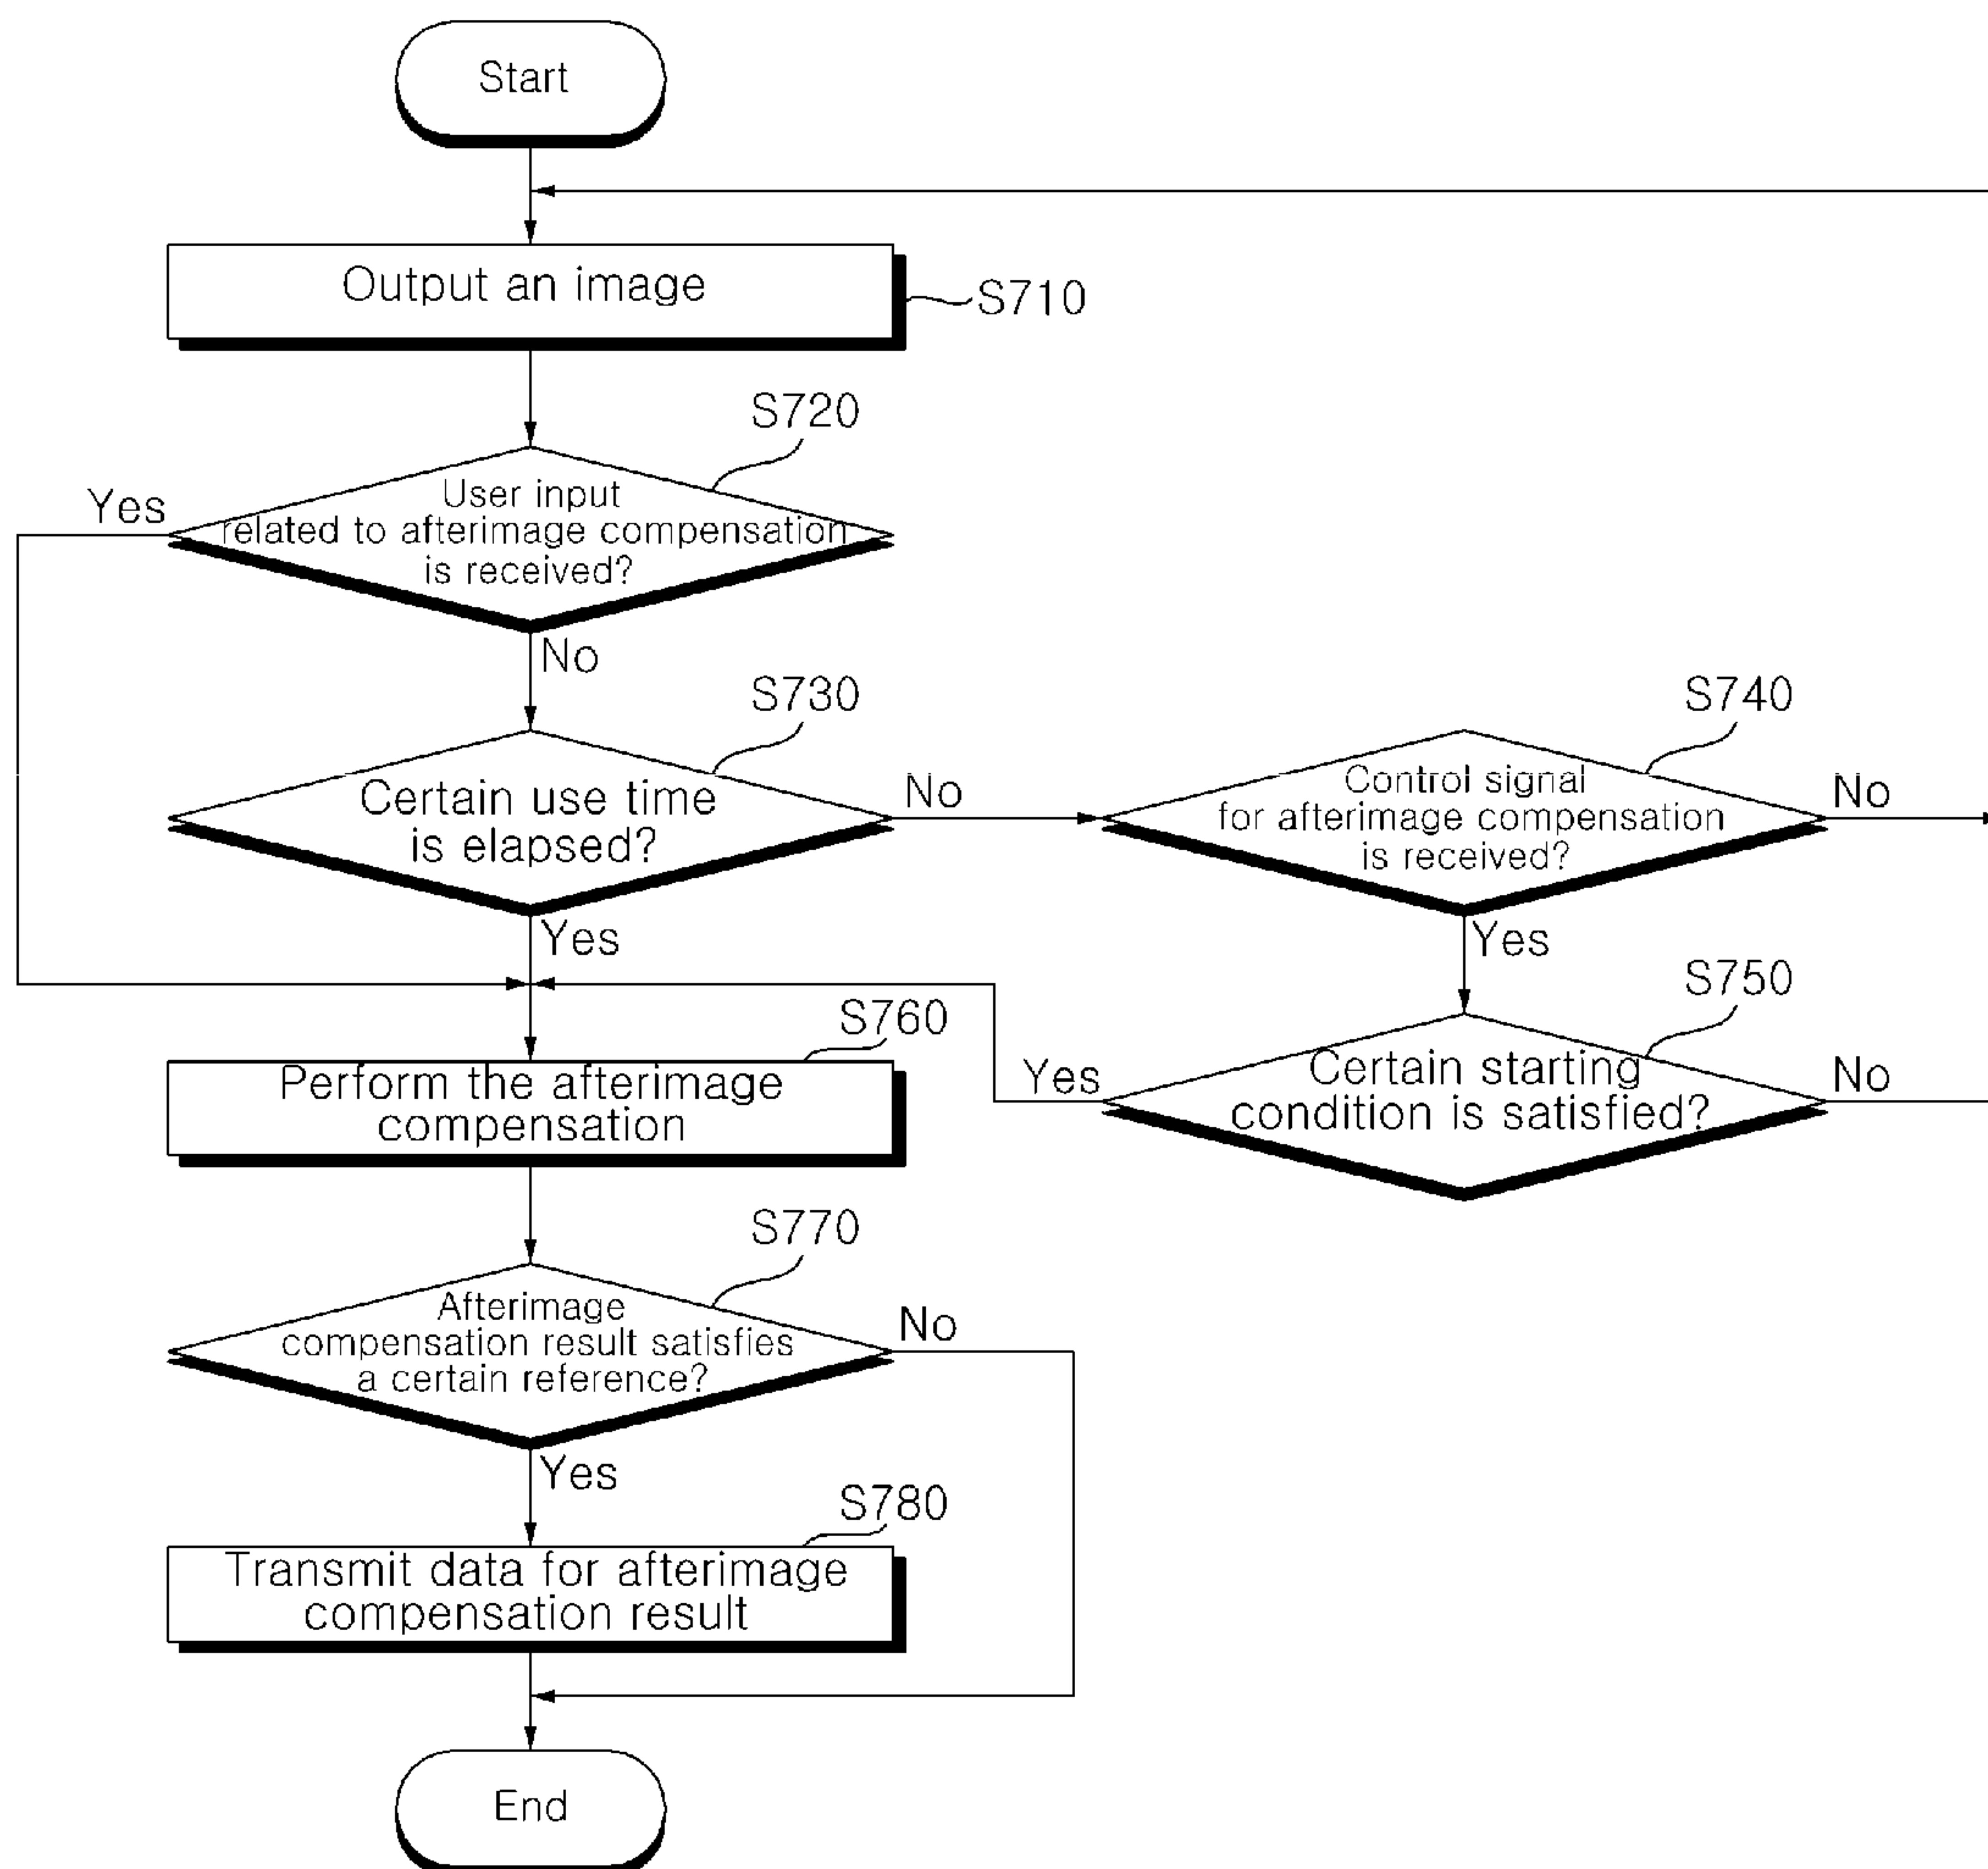 Start
Output an image
S710
S720
User input
related to afterimage compensation
is received?
Yes
No
S730
Certain use time
is elapsed?
No
Yes
S740
Control signal
for afterimage compensation
is received?
No
Yes
S750
Certain starting
condition is satisfied?
Yes
No
S760
Perform the afterimage
compensation
S770
Afterimage
compensation result satisfies
a certain reference?
No
Yes
S780
Transmit data for afterimage
compensation result
End